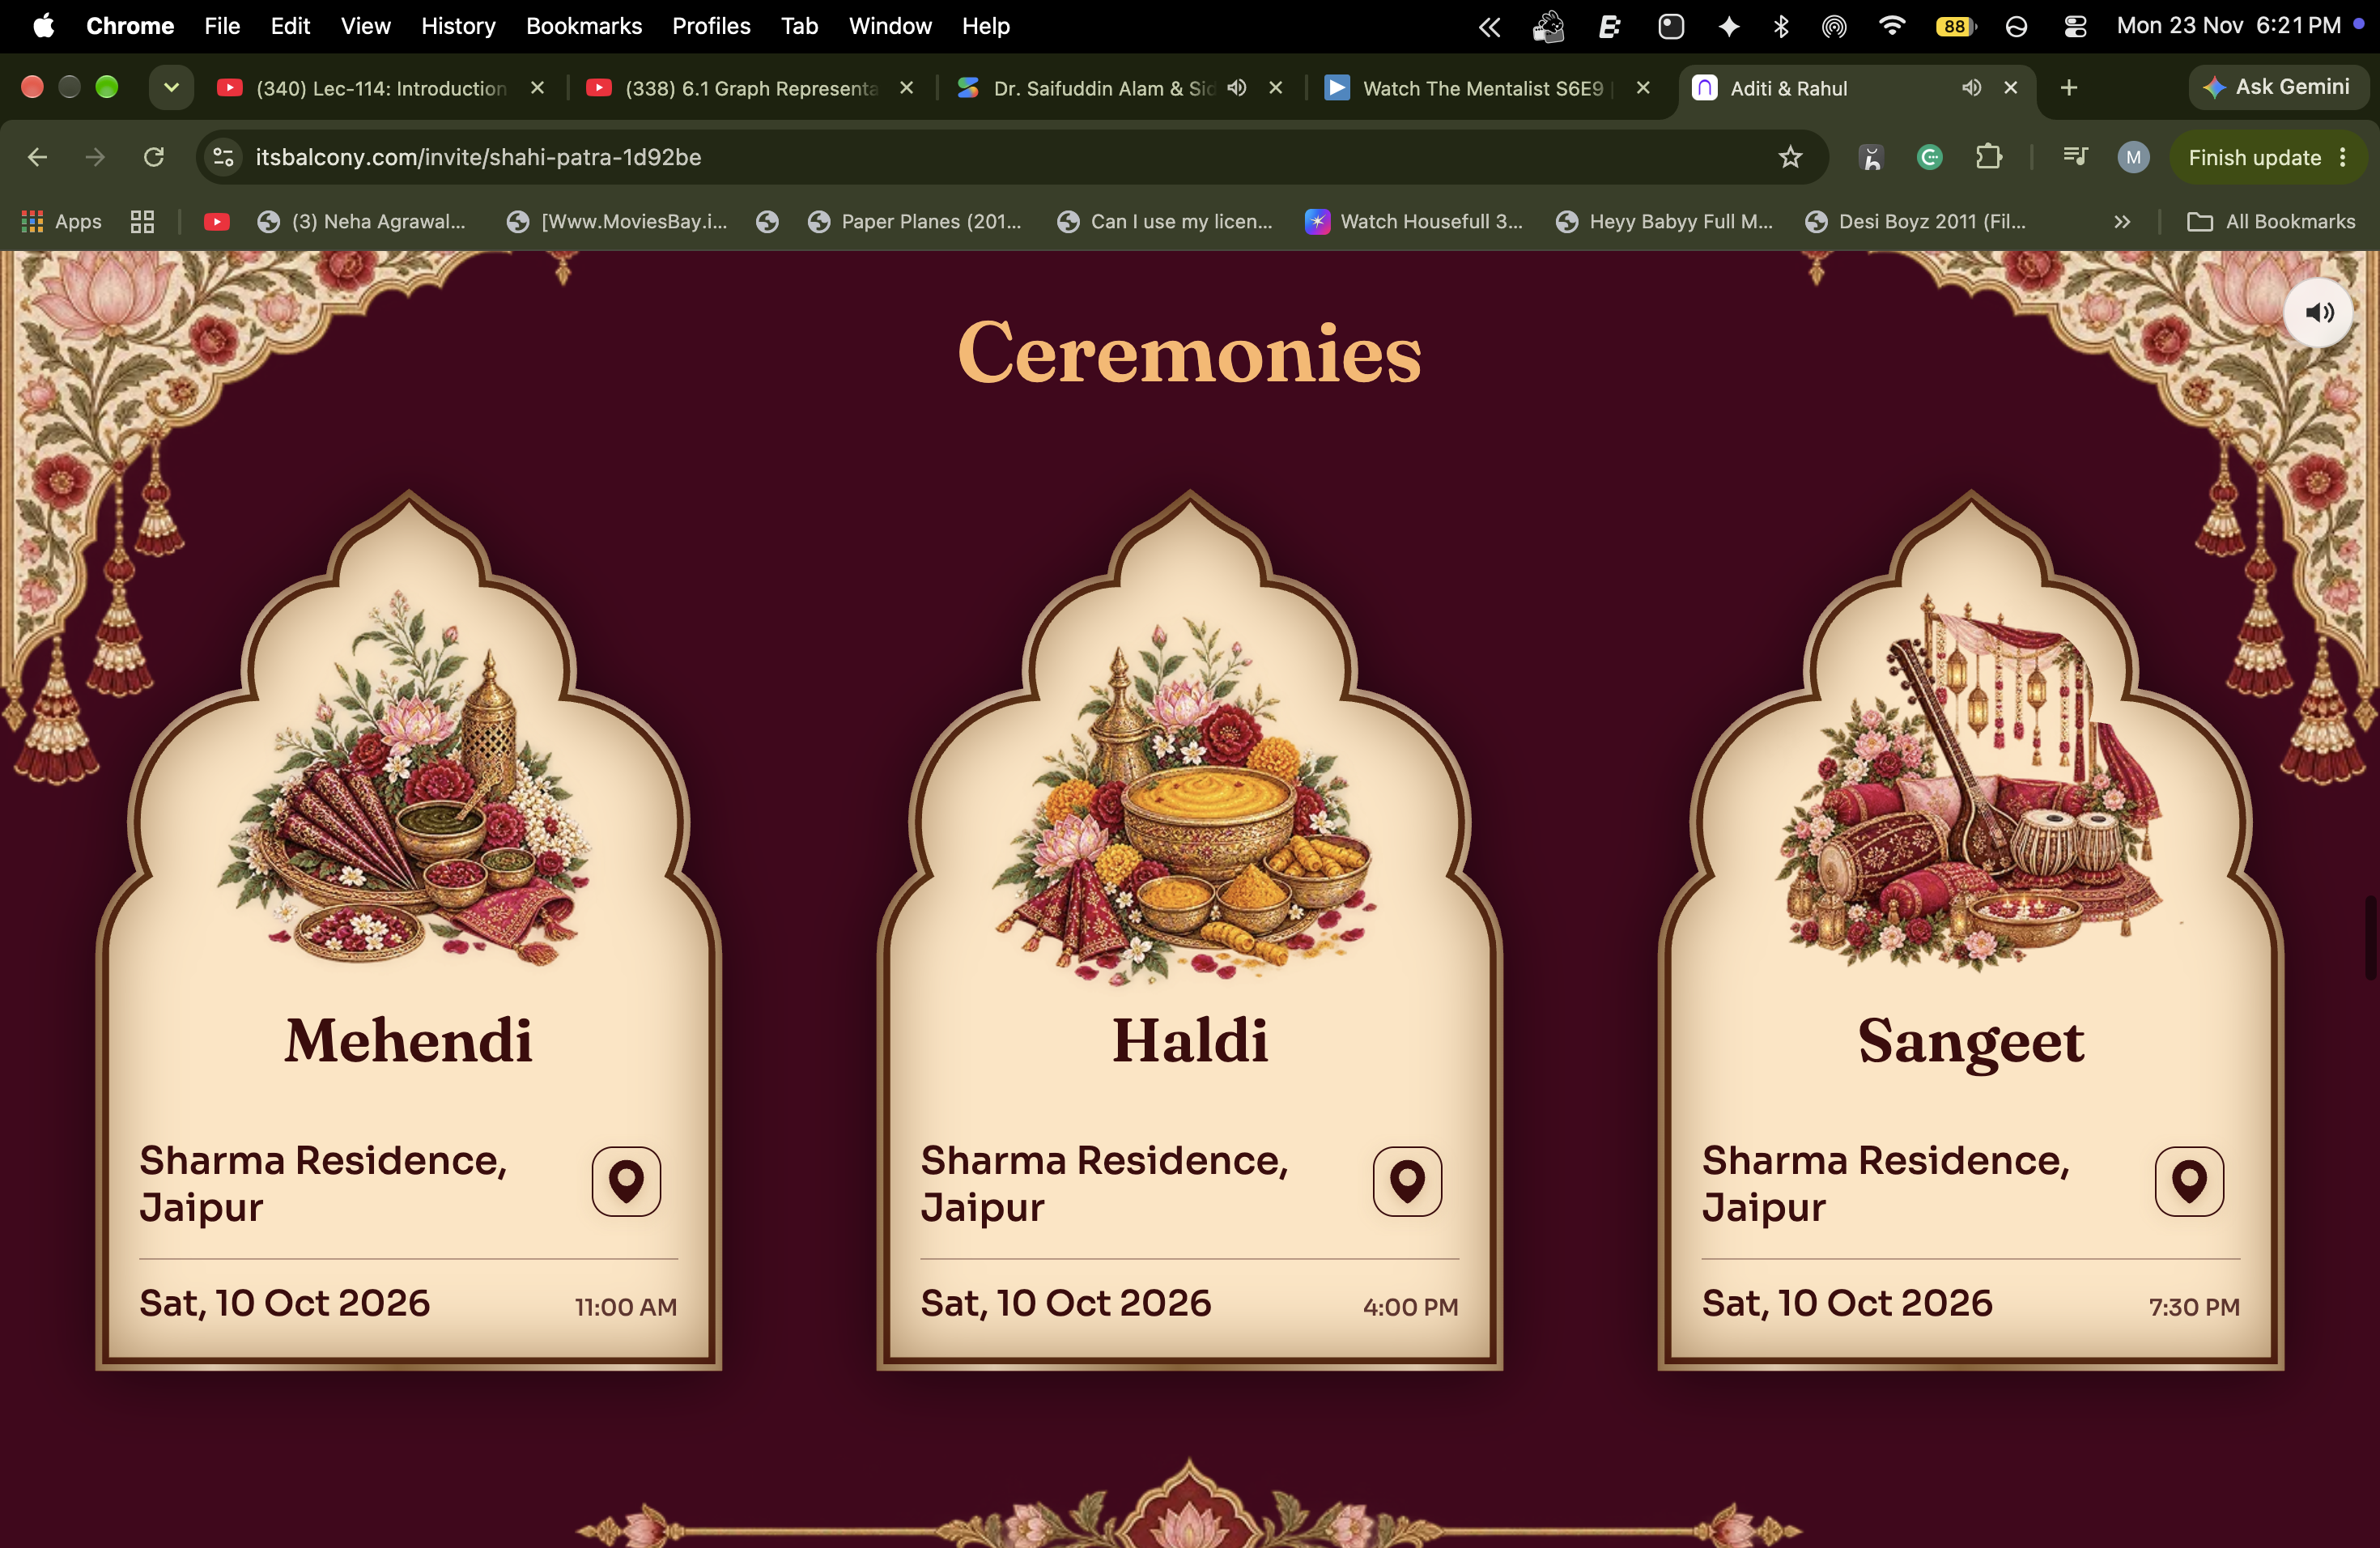 Chrome File Edit View History Bookmarks Profiles Tab Window Help 88 Mon 23 Nov 6:21 PM
(340) Lec-114: Introduction (338) 6.1 Graph Representa Dr. Saifuddin Alam & Sid Watch The Mentalist S6E9 Aditi & Rahul Ask Gemini
itsbalcony.com/invite/shahi-patra-1d92be M Finish update
Apps (3) Neha Agrawal... [Www.MoviesBay.i... Paper Planes (201... Can I use my licen... Watch Housefull 3... Heyy Babyy Full M... Desi Boyz 2011 (Fil... All Bookmarks
Ceremonies
Mehendi
Sharma Residence,
Jaipur
Sat, 10 Oct 2026 11:00 AM
Haldi
Sharma Residence,
Jaipur
Sat, 10 Oct 2026 4:00 PM
Sangeet
Sharma Residence,
Jaipur
Sat, 10 Oct 2026 7:30 PM